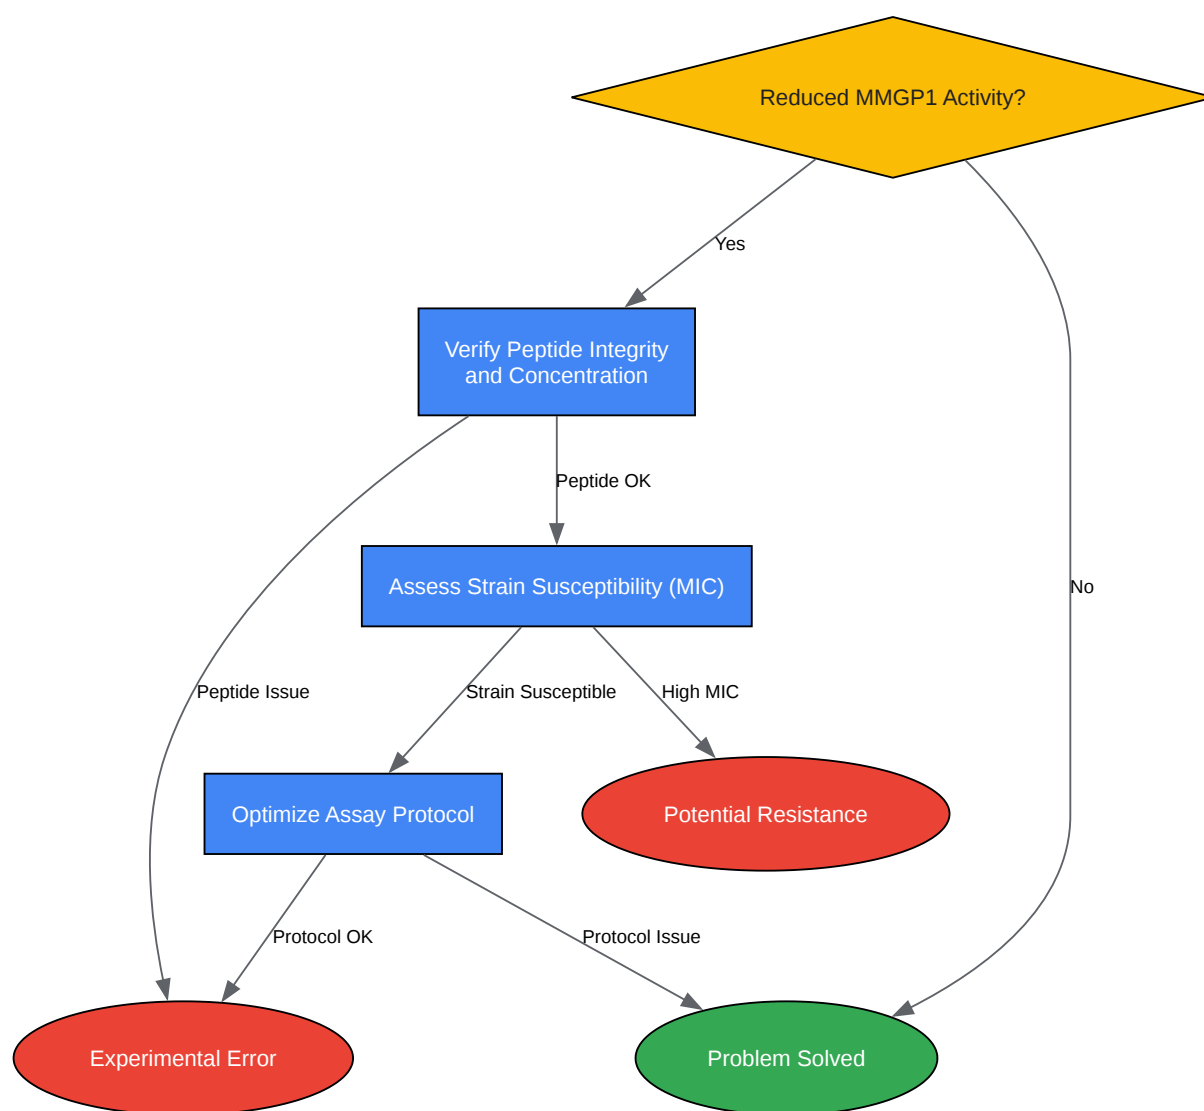 Reduced MMGP1 Activity?
Yes
Verify Peptide Integrity
and Concentration
Peptide OK
Assess Strain Susceptibility (MIC)
No
Peptide Issue
Strain Susceptible
High MIC
Optimize Assay Protocol
Potential Resistance
Protocol OK
Protocol Issue
Experimental Error
Problem Solved